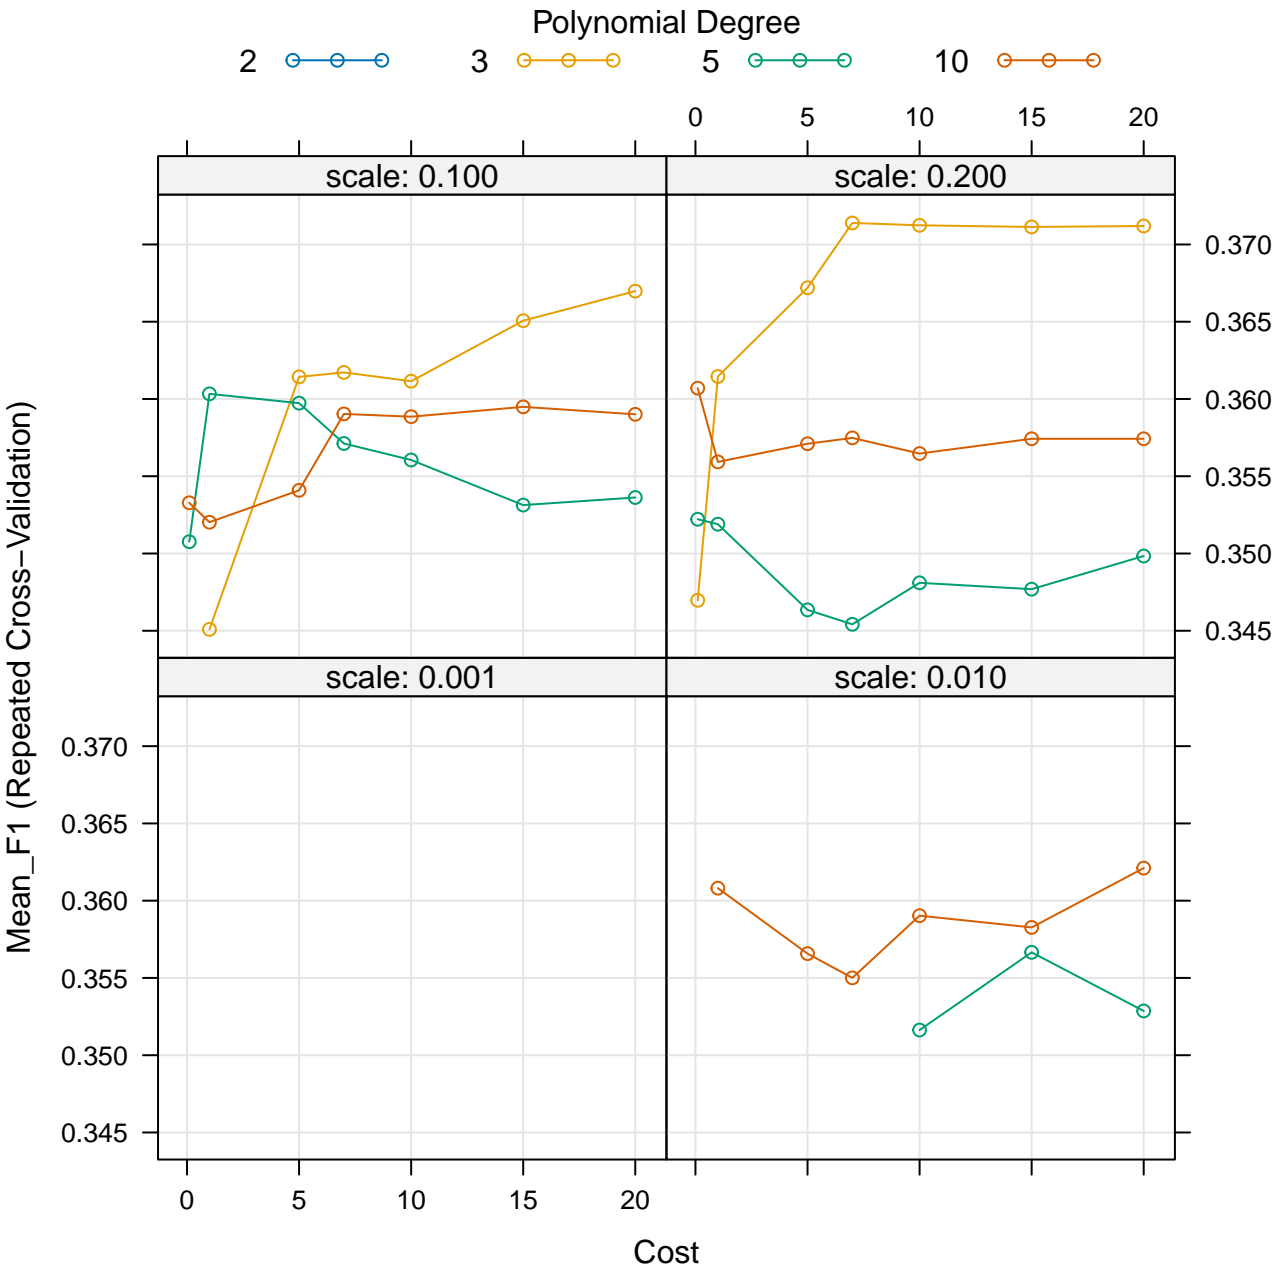 Polynomial Degree
2 3 5 10
0 5 10 15 20
scale: 0.100 scale: 0.200
0.370
0.365
0.360
0.355
0.350
0.345
scale: 0.001 scale: 0.010
0.370
0.365
0.360
0.355
0.350
0.345
0 5 10 15 20
Cost
Mean_F1 (Repeated Cross−Validation)